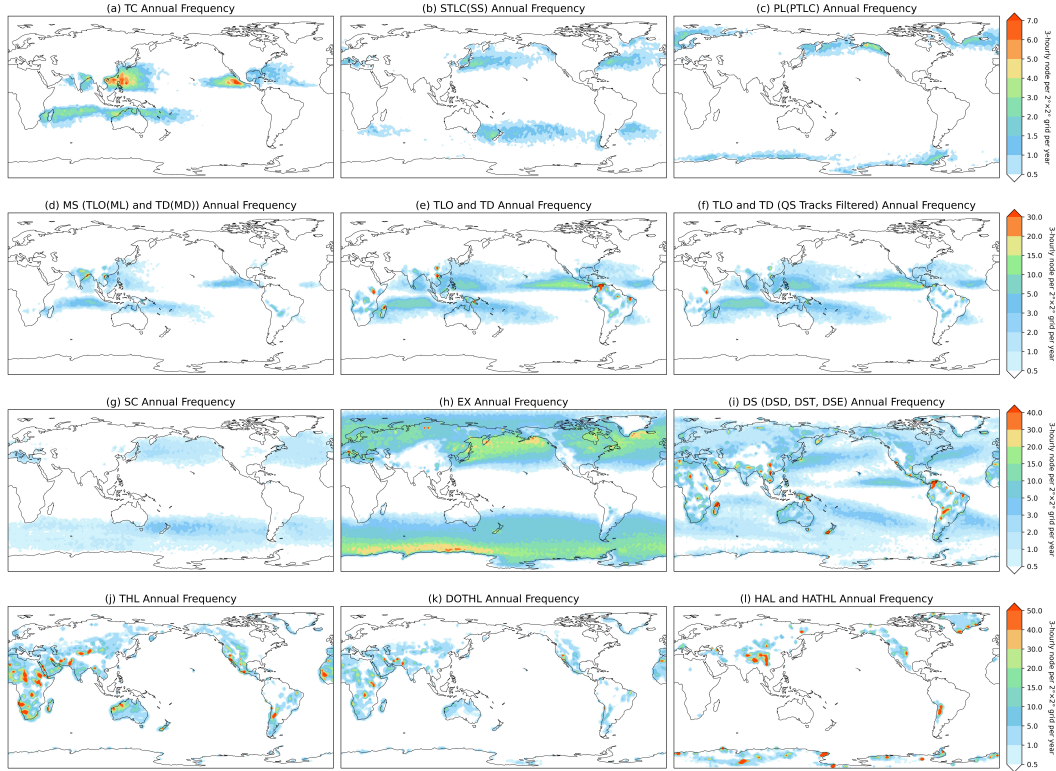 (a) TC Annual Frequency
(b) STLC(SS) Annual Frequency
(c) PL(PTLC) Annual Frequency
7.0
6.0
5.0
4.0
3.0
2.0
1.5
1.0
0.5
3-hourly node per 2°×2° grid per year
(d) MS (TLO(ML) and TD(MD)) Annual Frequency
(e) TLO and TD Annual Frequency
(f) TLO and TD (QS Tracks Filtered) Annual Frequency
30.0
20.0
15.0
10.0
5.0
3.0
2.0
1.0
0.5
3-hourly node per 2°×2° grid per year
(g) SC Annual Frequency
(h) EX Annual Frequency
(i) DS (DSD, DST, DSE) Annual Frequency
40.0
30.0
20.0
15.0
10.0
5.0
3.0
2.0
1.0
0.5
3-hourly node per 2°×2° grid per year
(j) THL Annual Frequency
(k) DOTHL Annual Frequency
(l) HAL and HATHL Annual Frequency
50.0
40.0
30.0
20.0
15.0
10.0
5.0
1.0
0.5
3-hourly node per 2°×2° grid per year